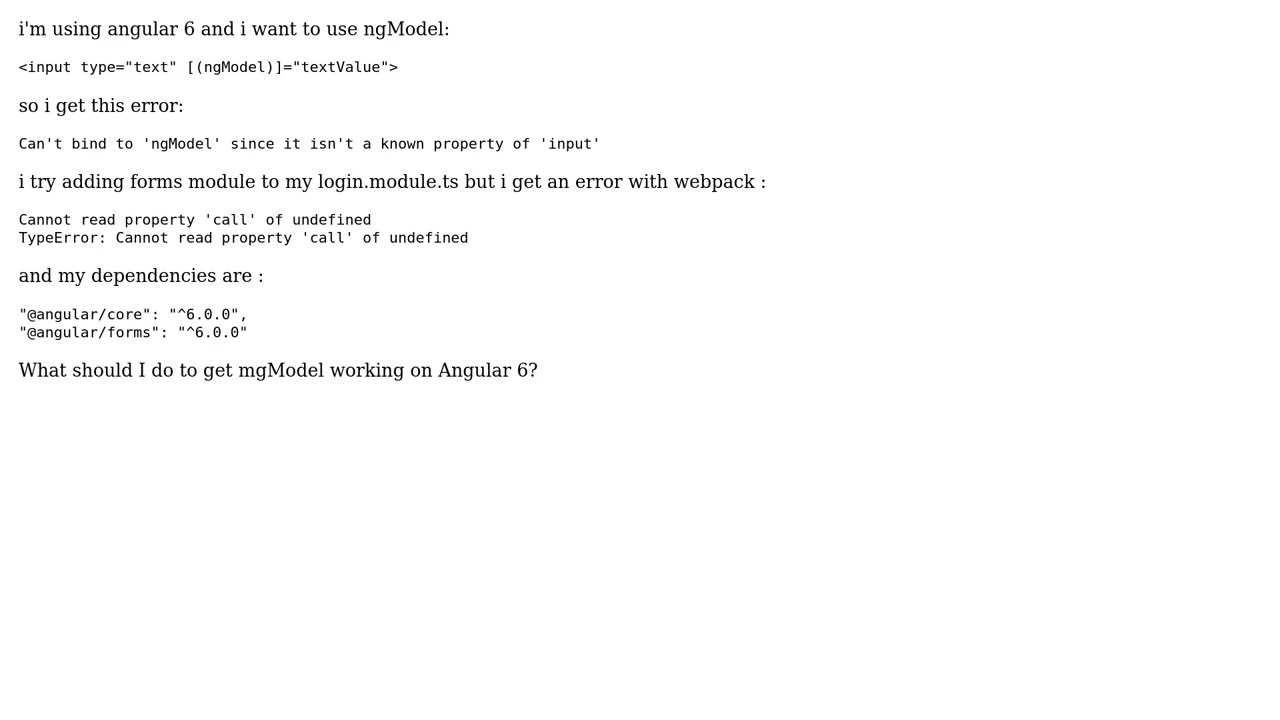 i'm using angular 6 and i want to use ngModel:
<input type="text" [(ngModel)]="textValue">
so i get this error:
Can't bind to 'ngModel' since it isn't a known property of 'input'
i try adding forms module to my login.module.ts but i get an error with webpack :
Cannot read property 'call' of undefined
TypeError: Cannot read property 'call' of undefined
and my dependencies are :
"@angular/core": "^6.0.0",
"@angular/forms": "^6.0.0"
What should I do to get mgModel working on Angular 6?